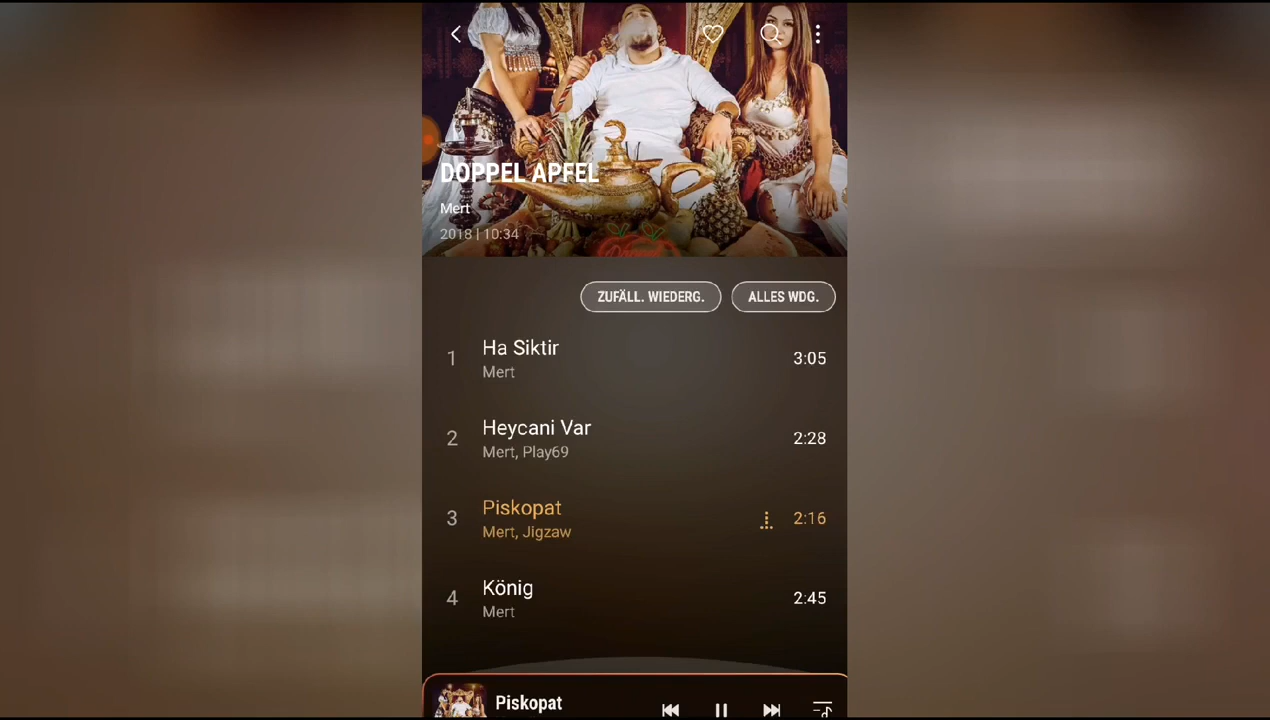 DOPPEL APFEL
Mert
2018 | 10:34
ZUFÄLL. WIEDERG.
ALLES WDG.
1 Ha Siktir 3:05
Mert
2 Heycani Var 2:28
Mert, Play69
3 Piskopat 2:16
Mert, Jigzaw
4 König 2:45
Mert
Piskopat